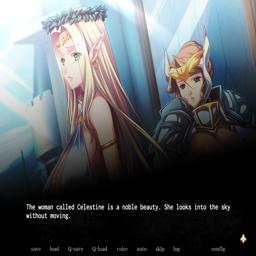 The woman called Celestine is a noble beauty. She looks into the sky
without moving.
save load Q-save Q-load voice auto skip log config